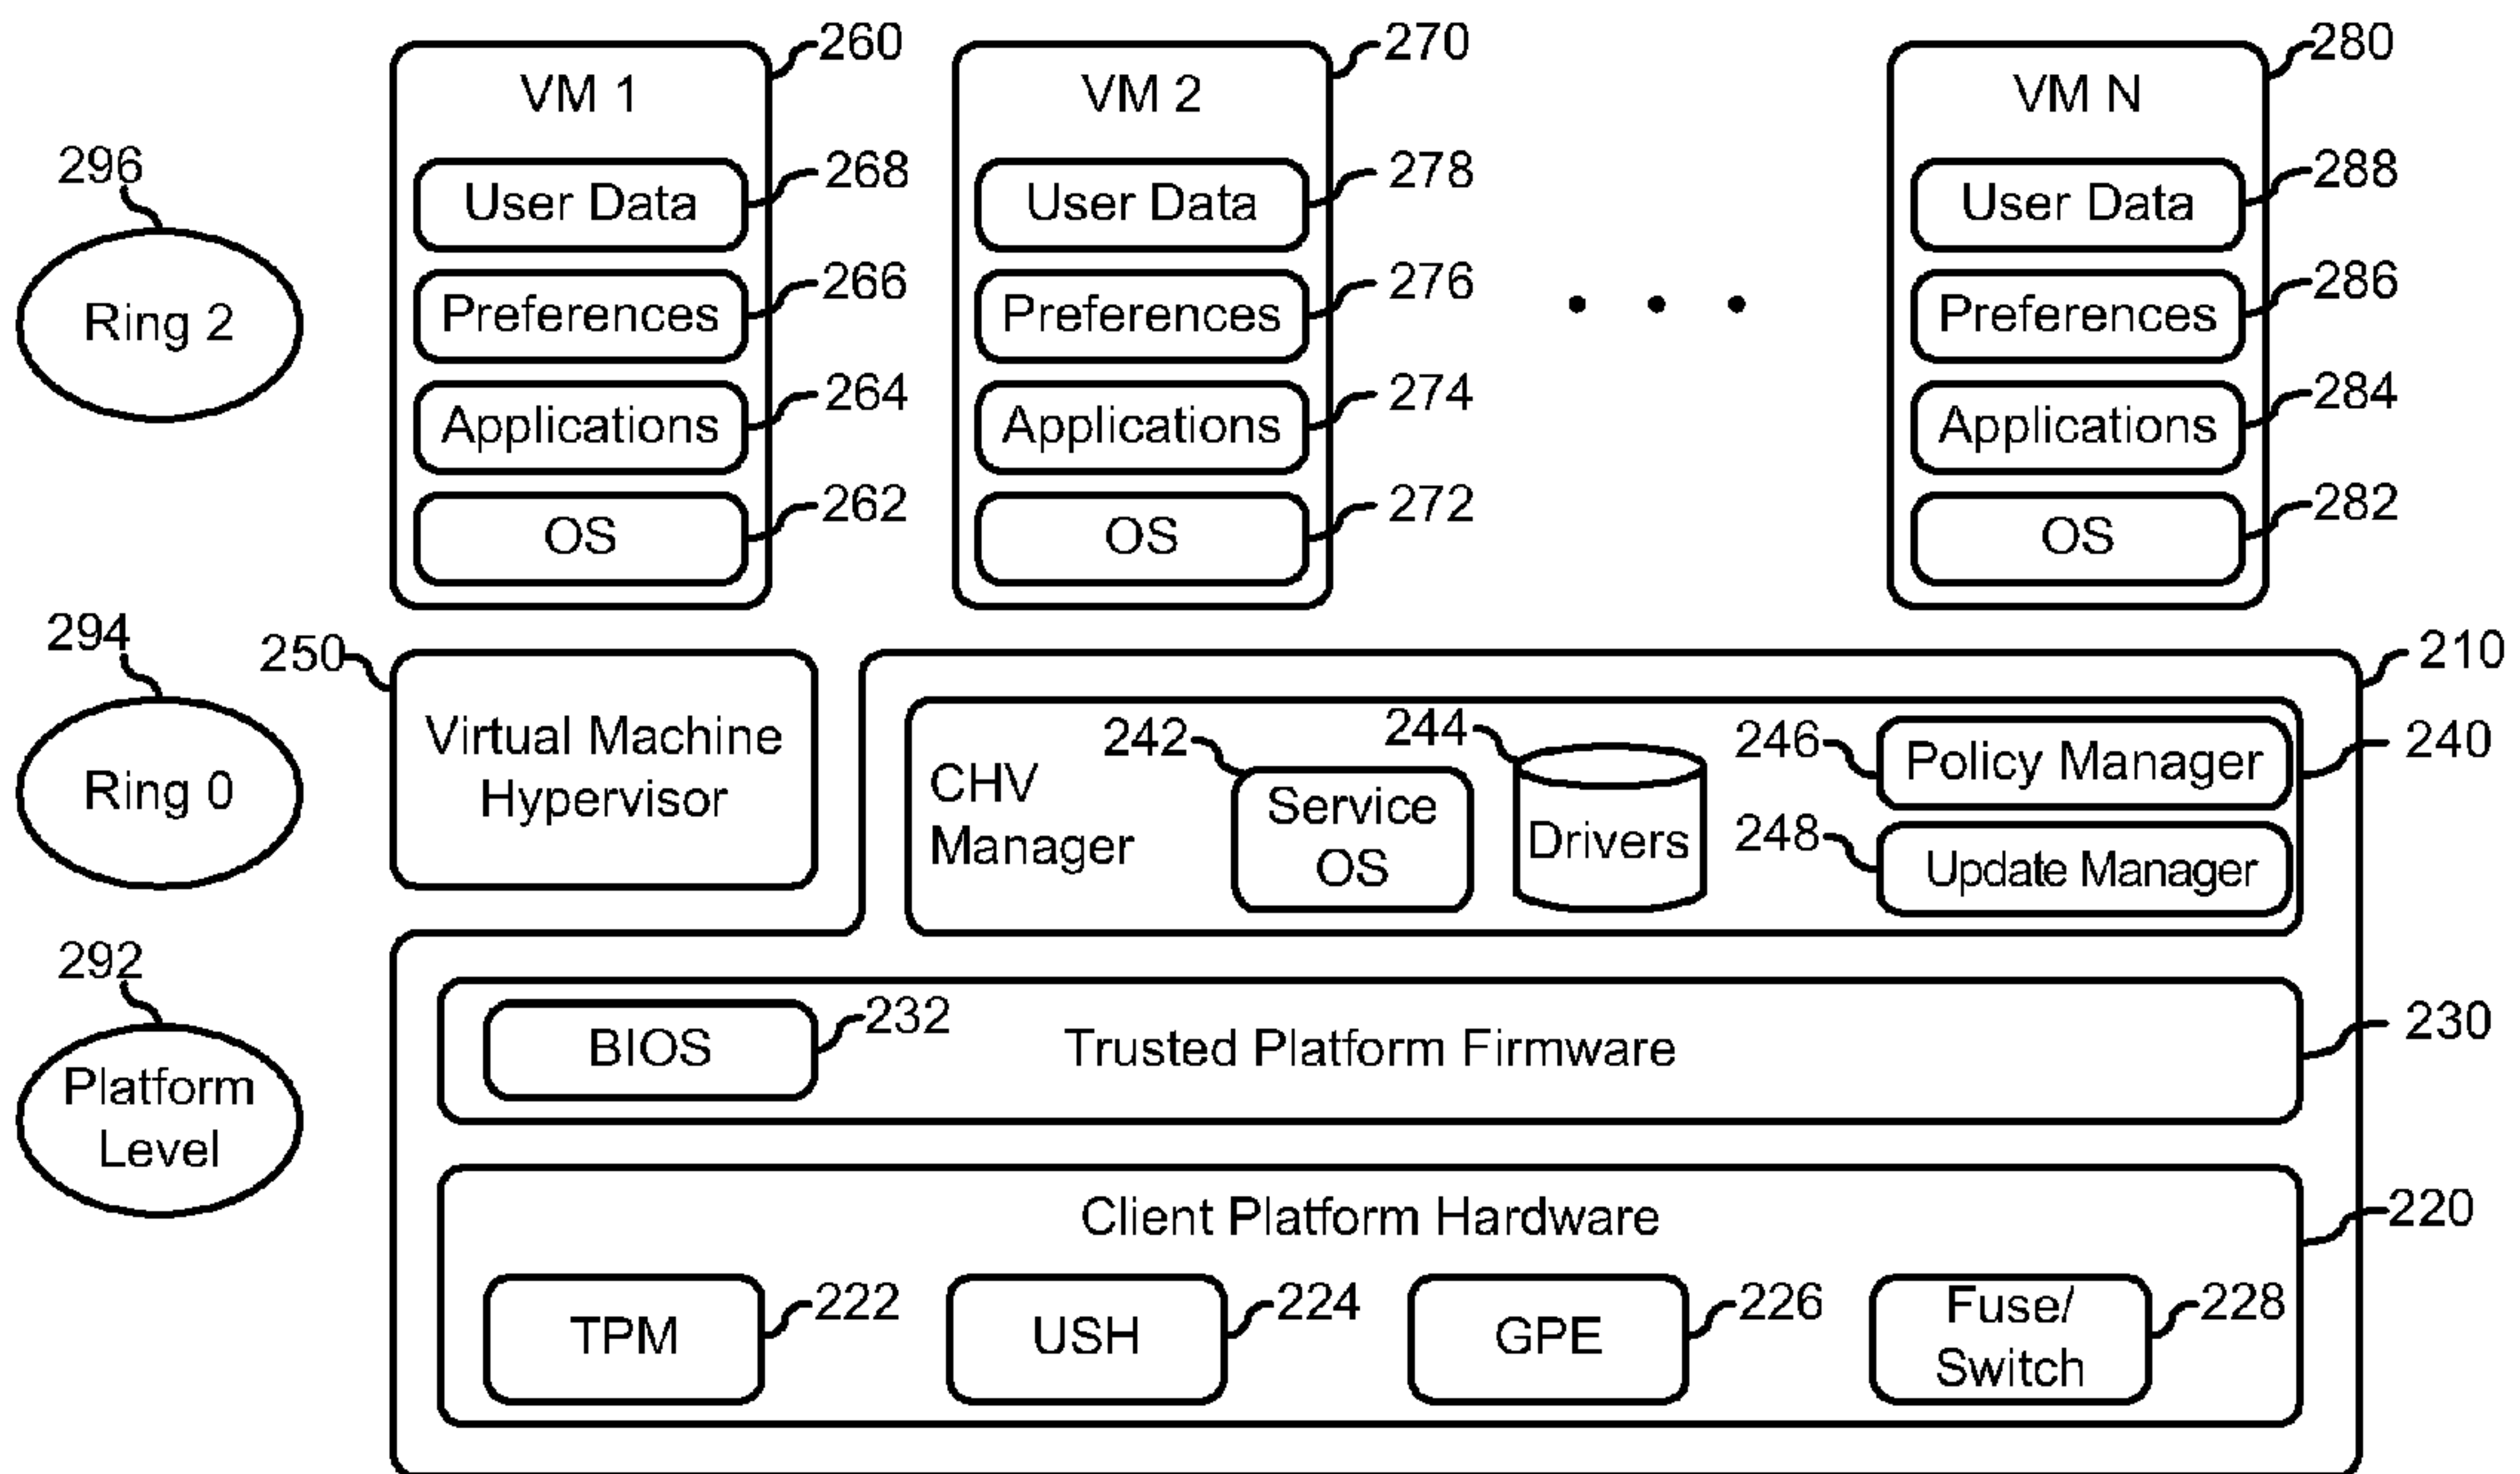 260
270
280
VM 1
VM 2
VM N
296
268
278
288
User Data
User Data
User Data
Ring 2
266
276
286
Preferences
Preferences
Preferences
264
274
284
Applications
Applications
Applications
262
272
282
OS
OS
OS
294
250
210
Ring 0
Virtual Machine
Hypervisor
CHV
Manager
242
Service
OS
244
Drivers
246
Policy Manager
240
248
Update Manager
292
Platform
Level
BIOS
232
Trusted Platform Firmware
230
Client Platform Hardware
220
TPM
222
USH
224
GPE
226
Fuse/
Switch
228